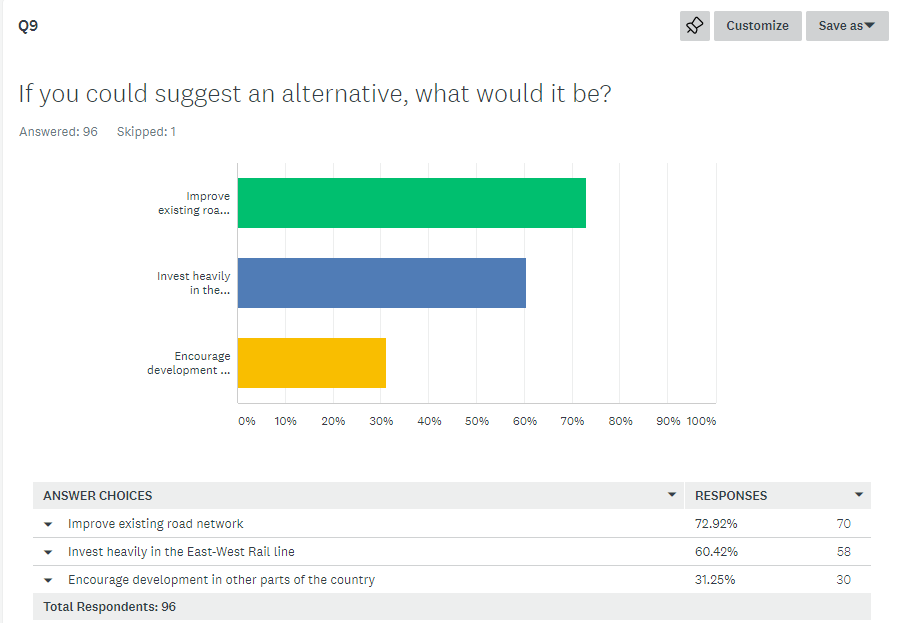 Q9
Customize
Save as
If you could suggest an alternative, what would it be?
Answered: 96 Skipped: 1
Improve
existing roa...
Invest heavily
in the...
Encourage
development ...
0% 10% 20% 30% 40% 50% 60% 70% 80% 90% 100%
ANSWER CHOICES RESPONSES
Improve existing road network 72.92% 70
Invest heavily in the East-West Rail line 60.42% 58
Encourage development in other parts of the country 31.25% 30
Total Respondents: 96